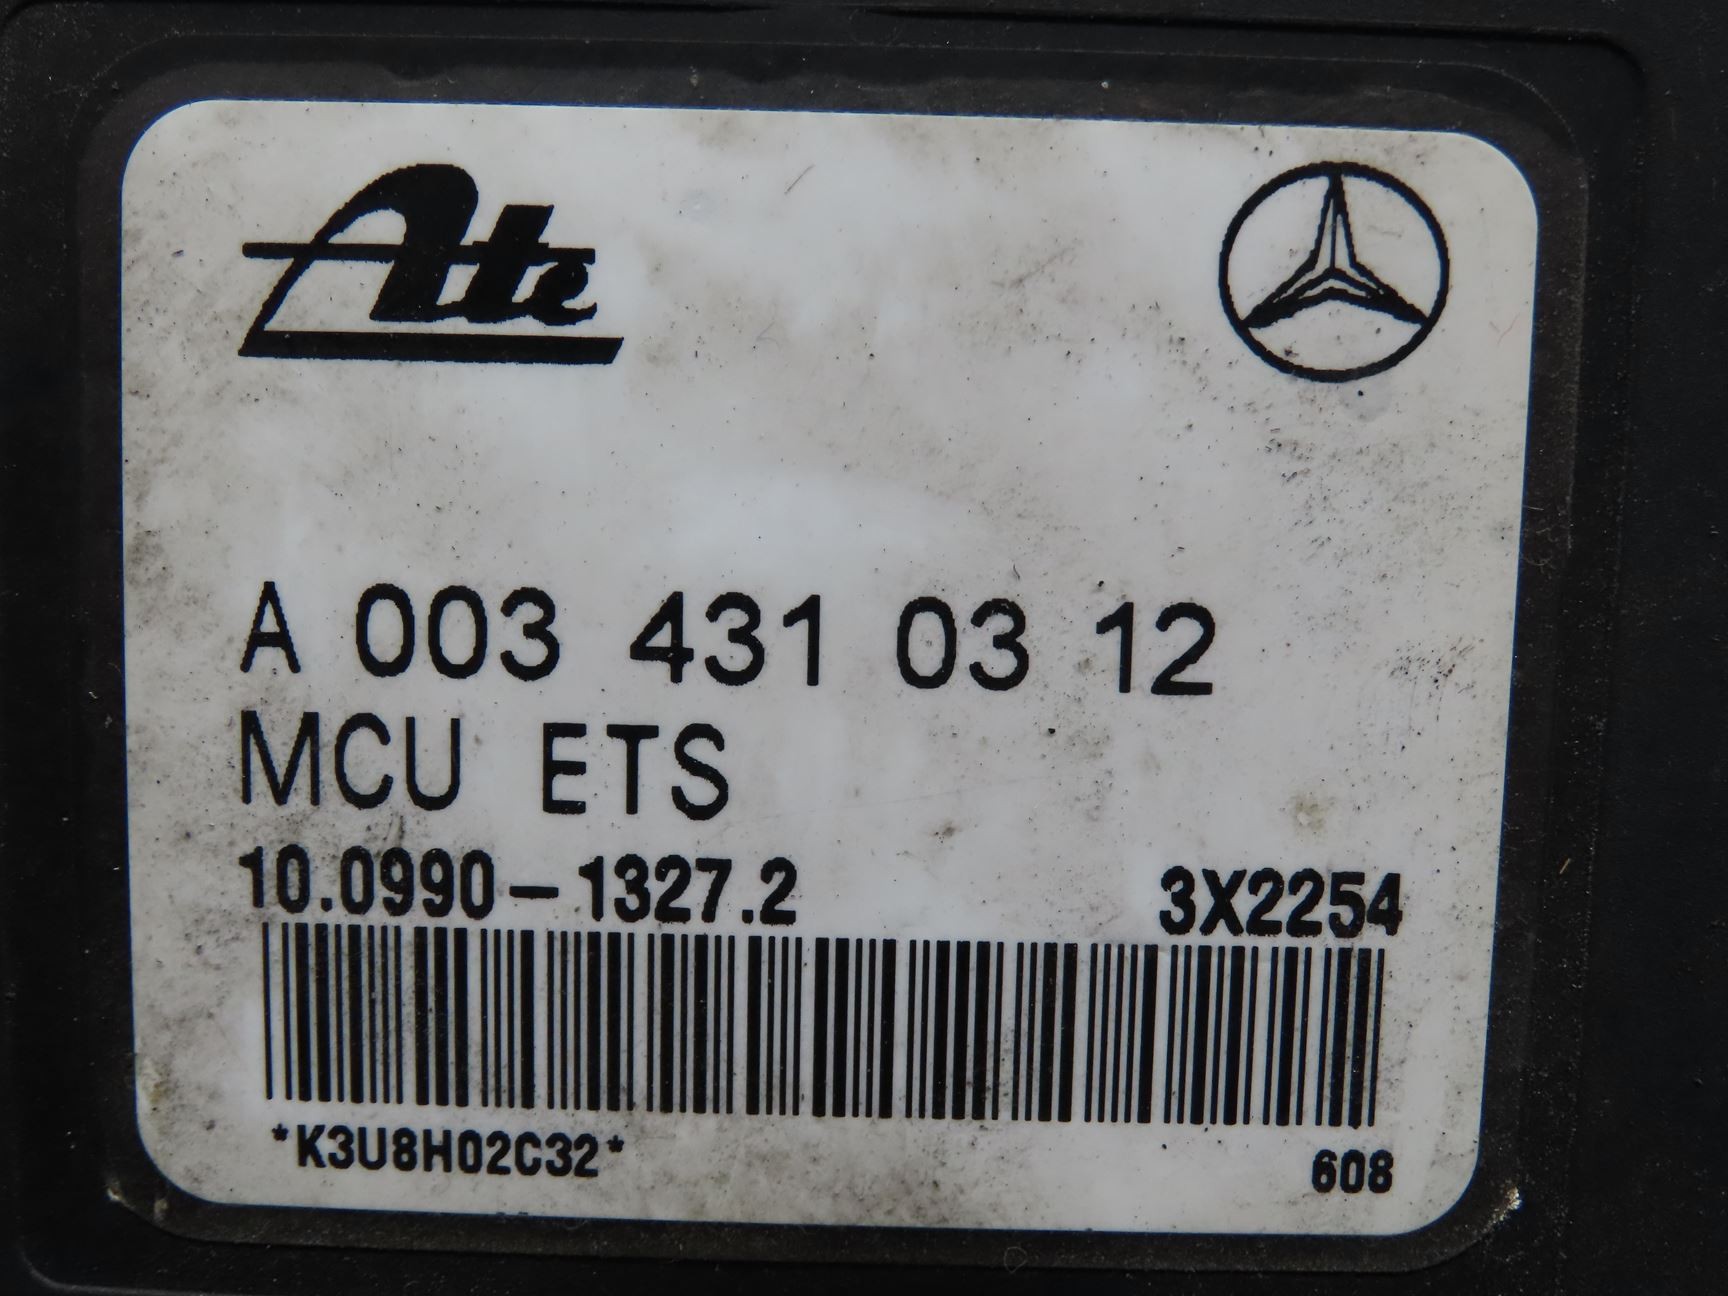 Ate
A 003 431 03 12
MCU ETS
10.0990-1327.2 3X2254
*K3U8H02C32* 608